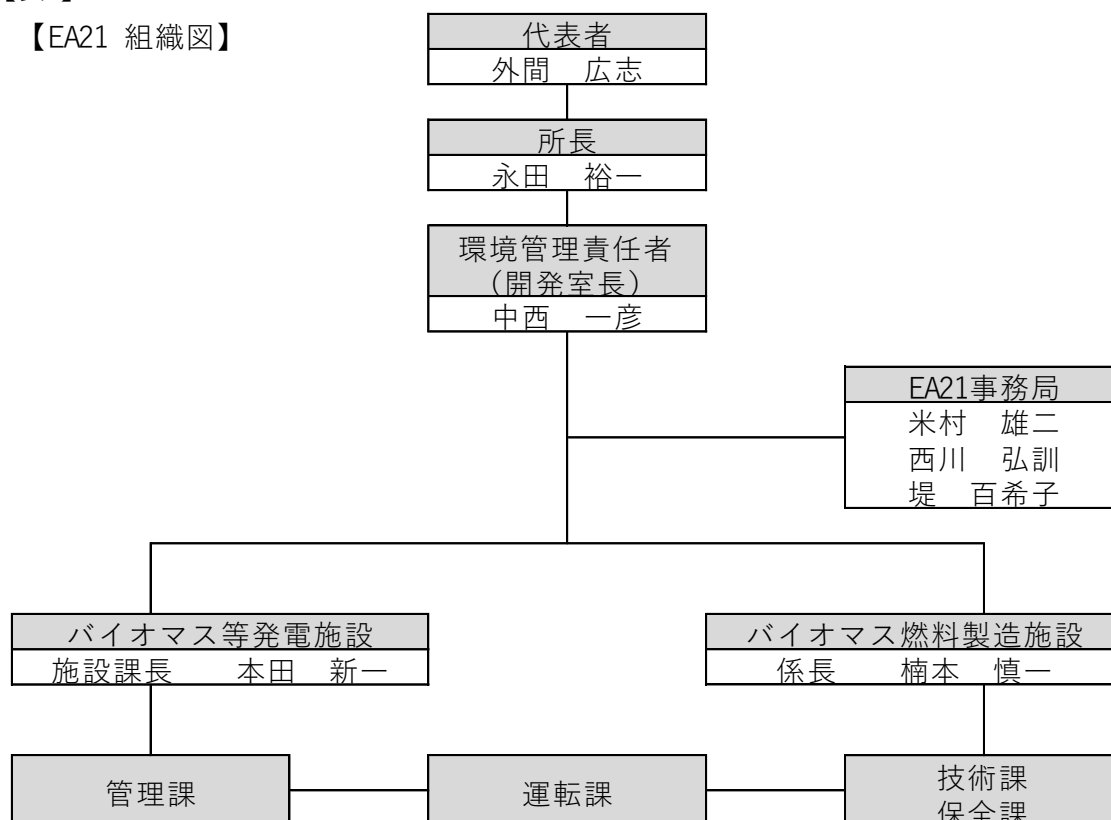 【EA21 組織図】
代表者
外間 広志
所長
永田 裕一
環境管理責任者
(開発室長)
中西 一彦
EA21事務局
米村 雄二
西川 弘訓
堤 百希子
バイオマス等発電施設
施設課長 本田 新一
バイオマス燃料製造施設
係長 楠本 慎一
管理課
運転課
技術課
保全課